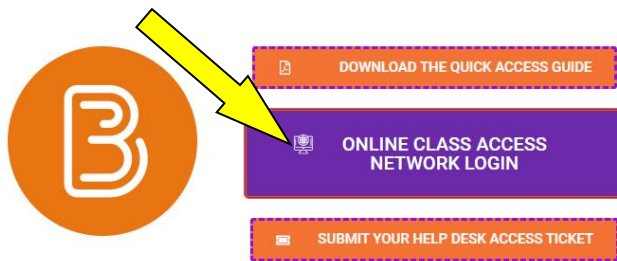 B
DOWNLOAD THE QUICK ACCESS GUIDE
ONLINE CLASS ACCESS
NETWORK LOGIN
SUBMIT YOUR HELP DESK ACCESS TICKET